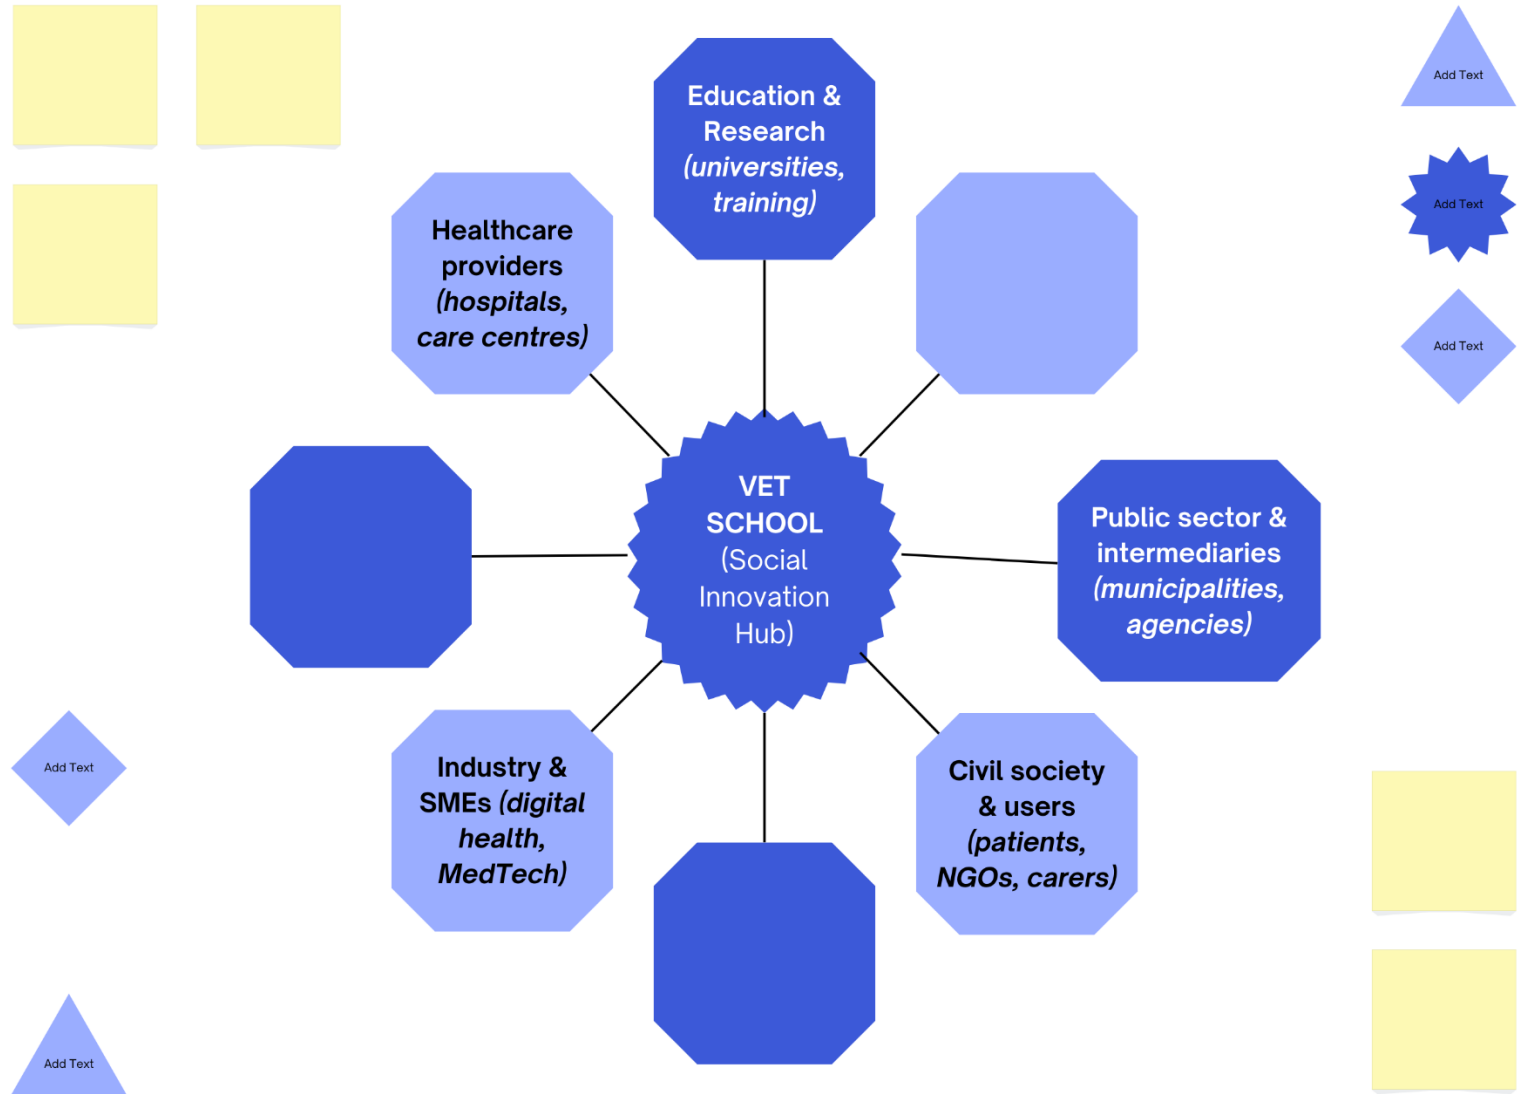 Education &
Research
(universities,
training)
Add Text
Add Text
Add Text
Healthcare
providers
(hospitals,
care centres)
VET
SCHOOL
(Social
Innovation
Hub)
Public sector &
intermediaries
(municipalities,
agencies)
Industry &
SMEs (digital
health,
MedTech)
Civil society
& users
(patients,
NGOs, carers)
Add Text
Add Text